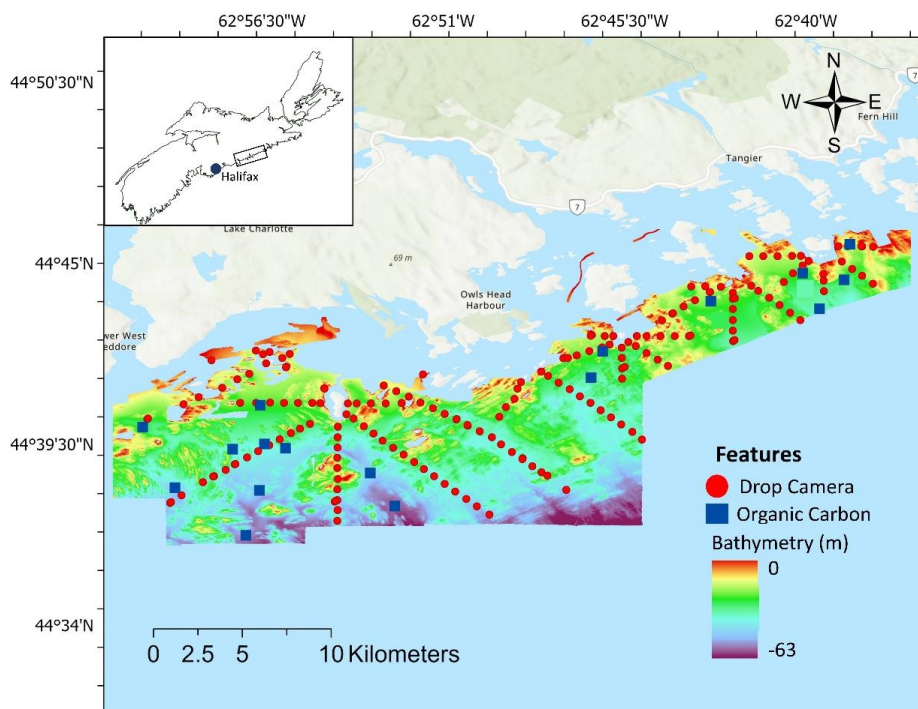 62°56'30"W
62°51'W
62°45'30"W
62°40'W
44°50'30"N
44°45'N
44°39'30"N
44°34'N
Halifax
N
W
E
S
7
Fern Hill
Tangier
7
Lake Charlotte
69 m
Owls Head
Harbour
wer West
eddore
Features
Drop Camera
Organic Carbon
Bathymetry (m)
0
-63
0 2.5 5 10 Kilometers